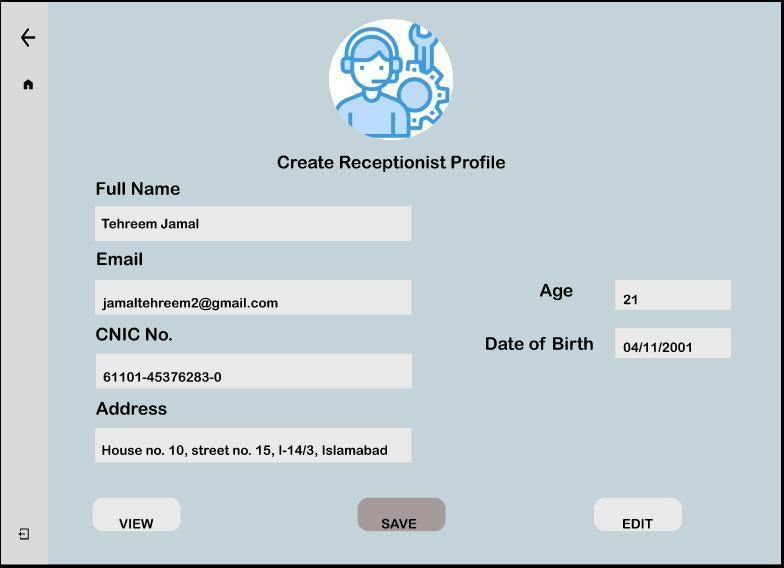 Create Receptionist Profile
Full Name
Tehreem Jamal
Email
jamaltehreem2@gmail.com
CNIC No.
61101-45376283-0
Address
House no. 10, street no. 15, I-14/3, Islamabad
Age
21
Date of Birth
04/11/2001
VIEW
SAVE
EDIT